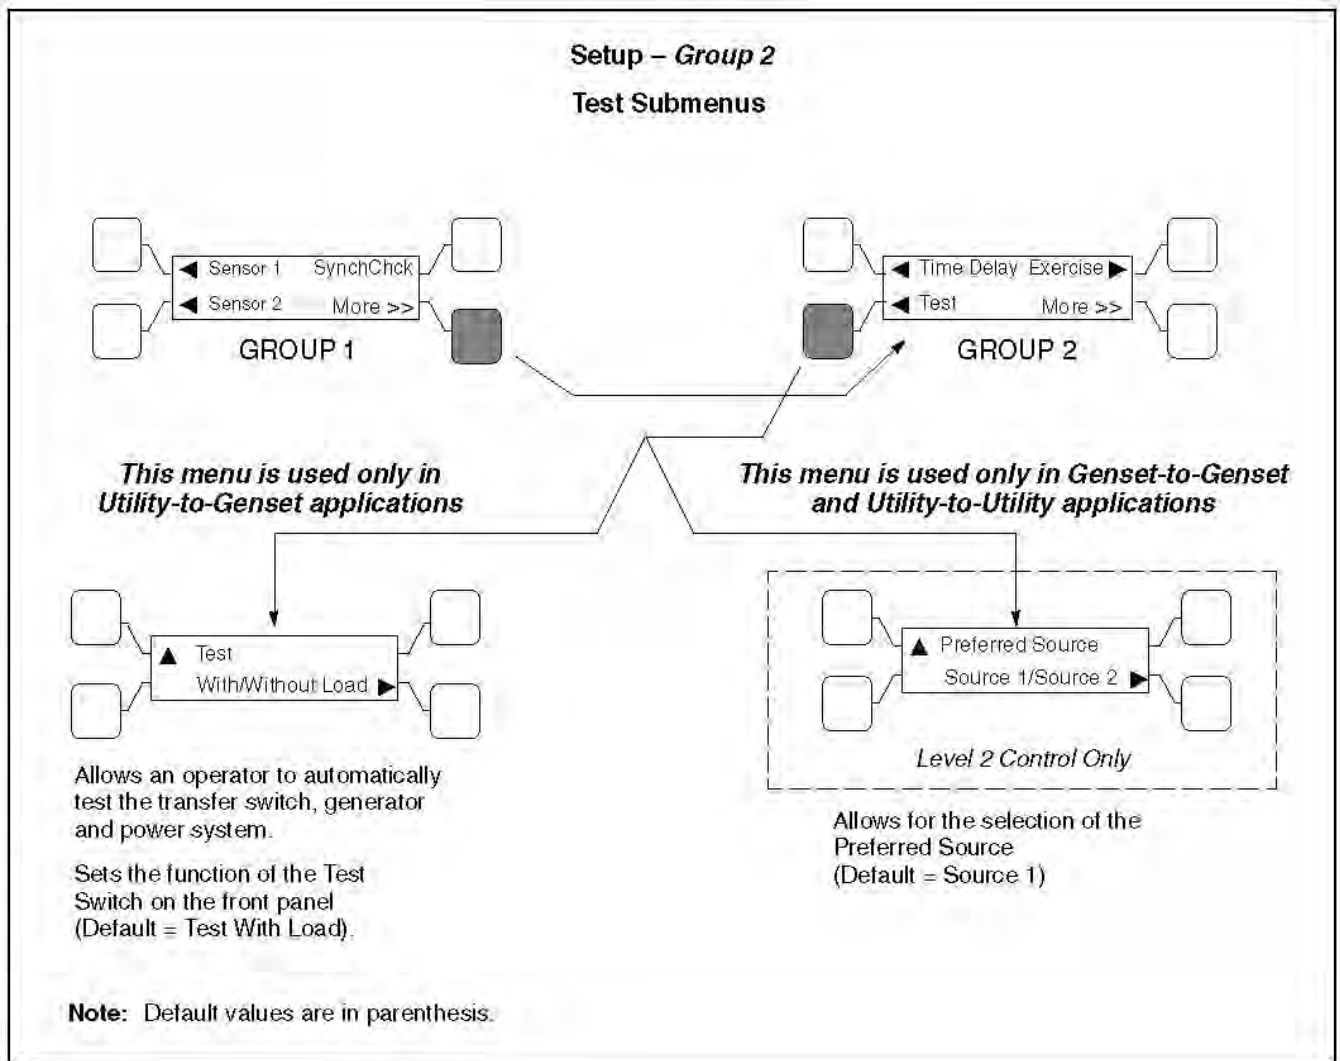 Setup – Group 2
Test Submenus
◄ Sensor 1 SynchChck
◄ Sensor 2 More >>
GROUP 1
◄ Time Delay Exercise ►
◄ Test More >>
GROUP 2
This menu is used only in
Utility-to-Genset applications
This menu is used only in Genset-to-Genset
and Utility-to-Utility applications
▲ Test
With/Without Load ►
Allows an operator to automatically
test the transfer switch, generator
and power system.
Sets the function of the Test
Switch on the front panel
(Default = Test With Load).
▲ Preferred Source
Source 1/Source 2 ►
Level 2 Control Only
Allows for the selection of the
Preferred Source
(Default = Source 1)
Note: Default values are in parenthesis.